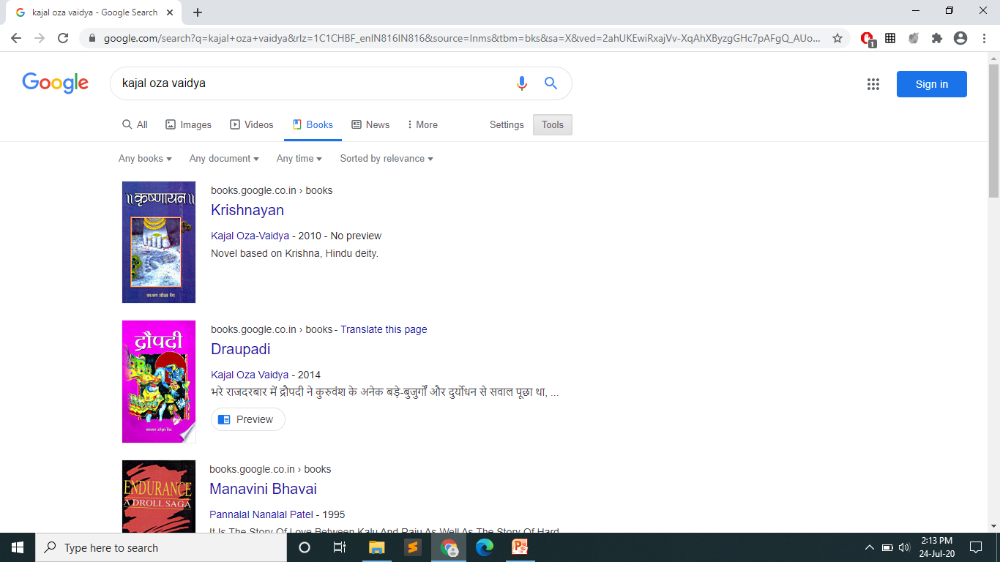 kajal oza vaidya - Google Search
google.com/search?q=kajal+oza+vaidya&rlz=1C1CHBF_enIN816IN816&source=lnms&tbm=bks&sa=X&ved=2ahUKEwiRxajVv-XqAhXByzgGHc7pAFgQ_AUo...
1
Google
kajal oza vaidya
Sign in
All Images Videos Books News More Settings Tools
Any books Any document Any time Sorted by relevance
॥कृष्णायन॥
काजल ओझा वैद्य
books.google.co.in › books
Krishnayan
Kajal Oza-Vaidya - 2010 - No preview
Novel based on Krishna, Hindu deity.
द्रौपदी
काजल ओझा वैद्य
books.google.co.in › books - Translate this page
Draupadi
Kajal Oza Vaidya - 2014
भरे राजदरबार में द्रौपदी ने कुरुवंश के अनेक बड़े-बुजुर्गों और दुर्योधन से सवाल पूछा था, ...
Preview
ENDURANCE
A DROLL SAGA
books.google.co.in › books
Manavini Bhavai
Pannalal Nanalal Patel - 1995
It Is The Story Of Love Between Kalu And Raju As Well As The Story Of Hard
Type here to search
2:13 PM
24-Jul-20